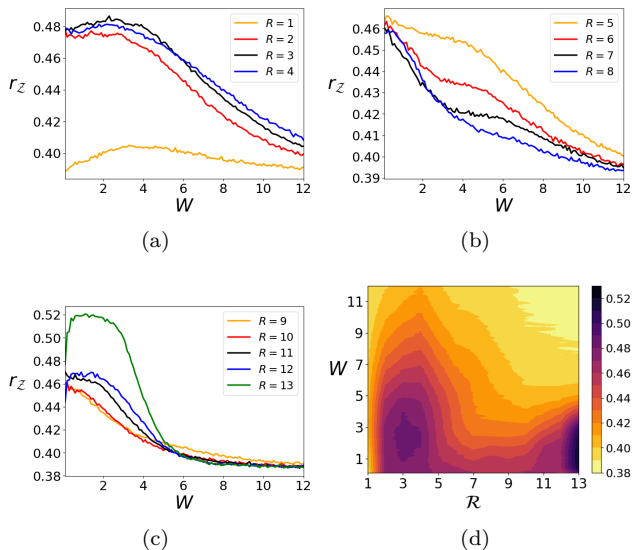 0.48
0.46
0.44
0.42
0.40
r_Z
2 4 6 8 10 12
W
R = 1
R = 2
R = 3
R = 4
(a)
0.46
0.45
0.44
0.43
0.42
0.41
0.40
0.39
r_Z
2 4 6 8 10 12
W
R = 5
R = 6
R = 7
R = 8
(b)
0.52
0.48
0.46
0.44
0.42
0.40
0.38
r_Z
2 4 6 8 10 12
W
R = 9
R = 10
R = 11
R = 12
R = 13
(c)
11
9
7
5
3
1
W
1 3 5 7 9 11 13
ℛ
0.52
0.50
0.48
0.46
0.44
0.42
0.40
0.38
(d)